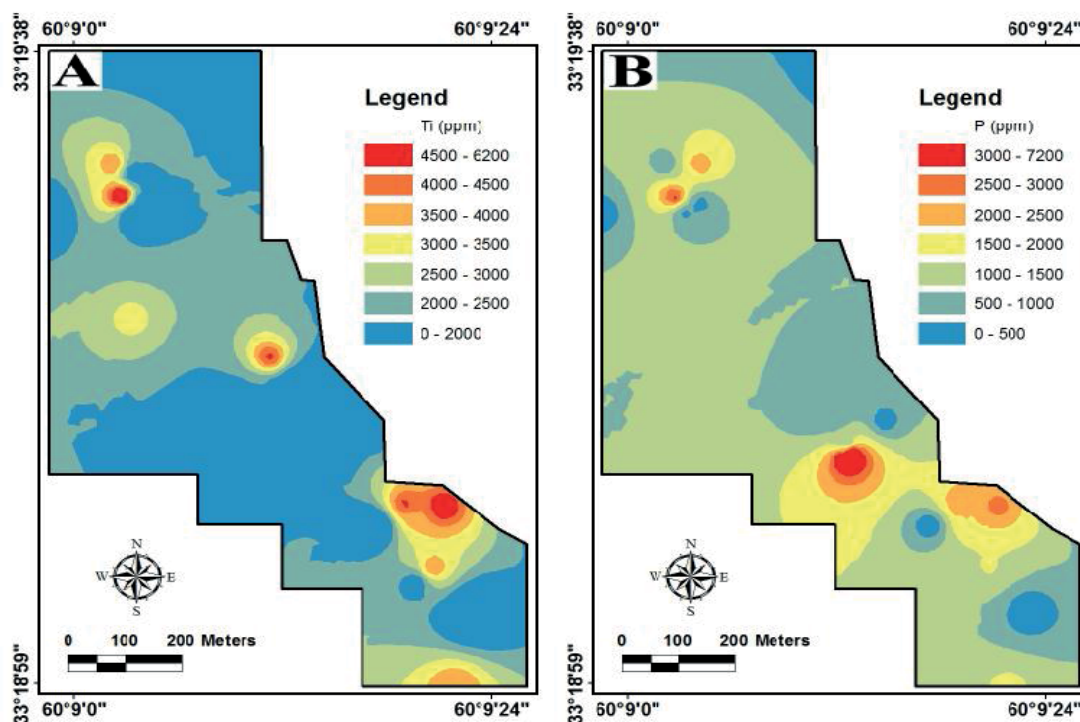 60°9'0" 60°9'24"
33°19'38"
A
Legend
Ti (ppm)
4500 - 6200
4000 - 4500
3500 - 4000
3000 - 3500
2500 - 3000
2000 - 2500
0 - 2000
N
W E
S
0 100 200 Meters
33°18'59"
60°9'0" 60°9'24"
60°9'0" 60°9'24"
33°19'38"
B
Legend
P (ppm)
3000 - 7200
2500 - 3000
2000 - 2500
1500 - 2000
1000 - 1500
500 - 1000
0 - 500
N
W E
S
0 100 200 Meters
33°18'59"
60°9'0" 60°9'24"